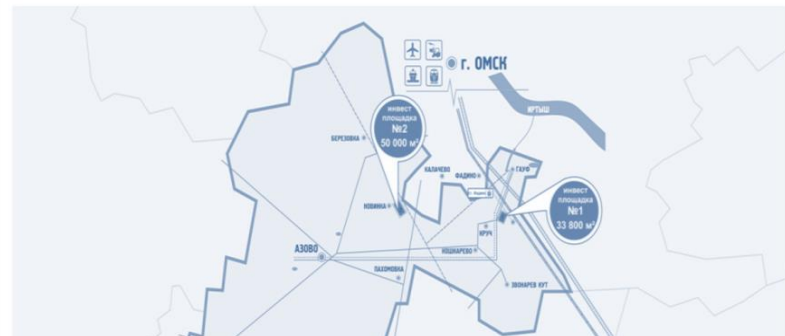 г. ОМСК
ИРТЫШ
инвест
площадка
№2
50 000 м²
БЕРЕЗОВКА
КАЛАЧЕВО
ФАДИНО
ГАУФ
инвест
площадка
№1
33 800 м²
НОВИНКА
КРУЧ
АЗОВО
КОШКАРЕВО
ПАХОМОВКА
ЗВОНАРЕВ КУТ